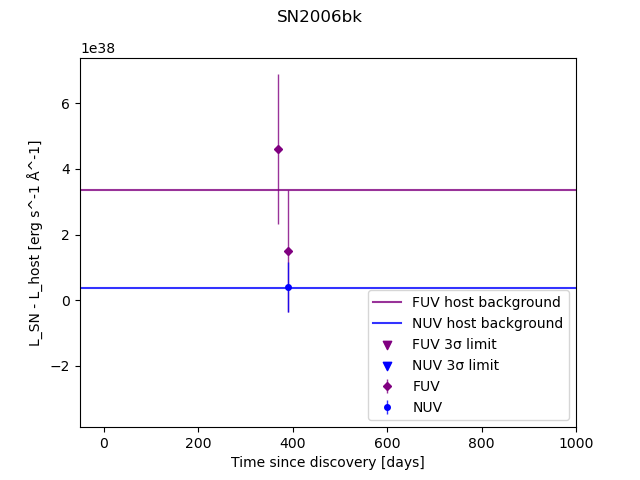 SN2006bk
1e38
6
4
2
0
−2
L_SN - L_host [erg s^-1 Å^-1]
FUV host background
NUV host background
FUV 3σ limit
NUV 3σ limit
FUV
NUV
0 200 400 600 800 1000
Time since discovery [days]